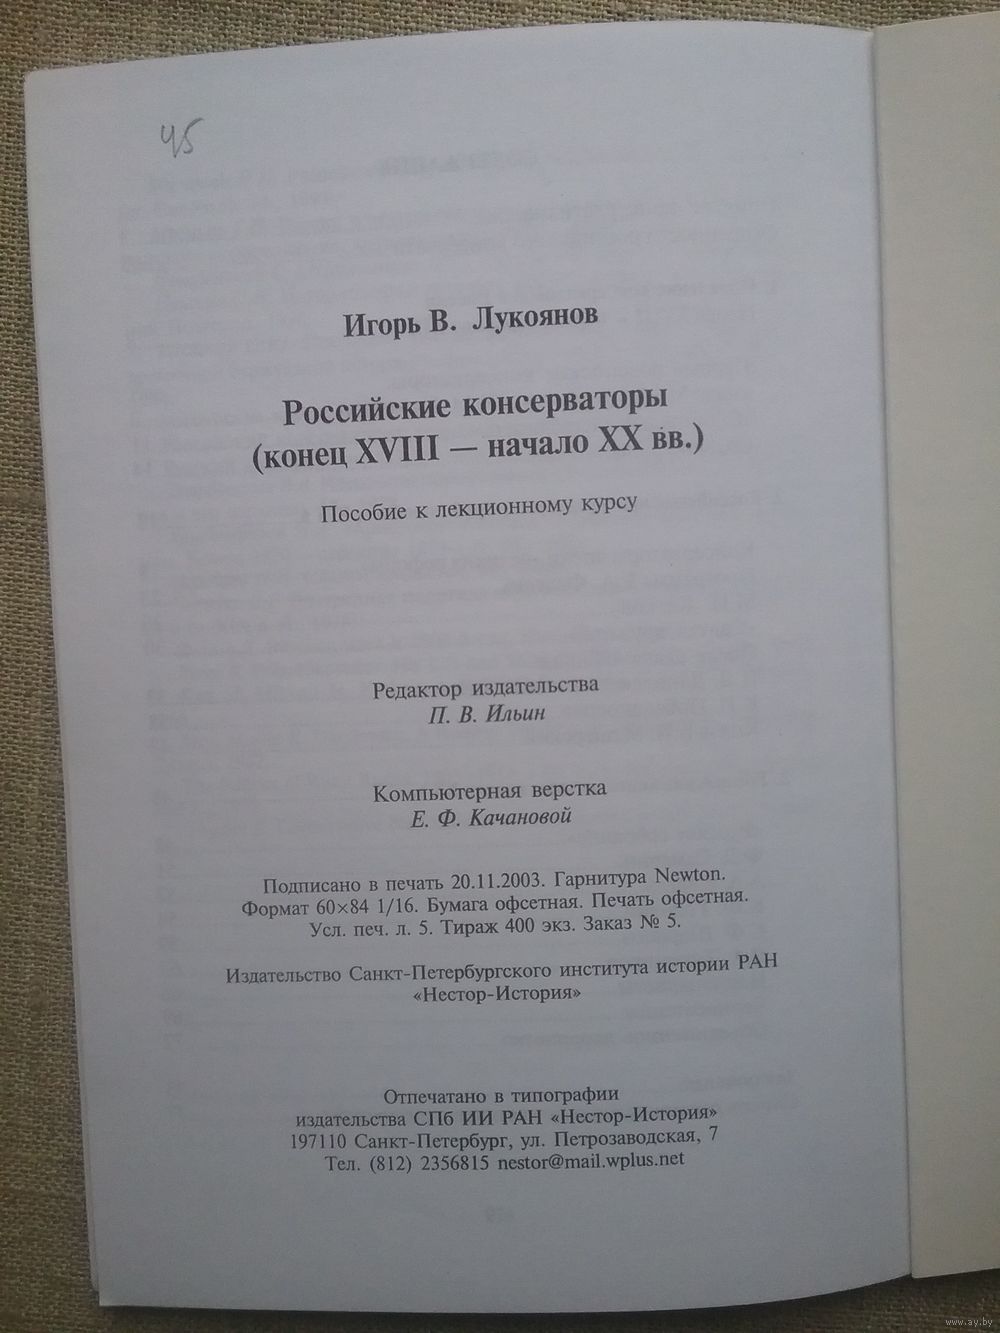 45
Игорь В. Лукоянов
Российские консерваторы
(конец XVIII — начало XX вв.)
Пособие к лекционному курсу
Редактор издательства
П. В. Ильин
Компьютерная верстка
Е. Ф. Качановой
Подписано в печать 20.11.2003. Гарнитура Newton.
Формат 60×84 1/16. Бумага офсетная. Печать офсетная.
Усл. печ. л. 5. Тираж 400 экз. Заказ № 5.
Издательство Санкт-Петербургского института истории РАН
«Нестор-История»
Отпечатано в типографии
издательства СПб ИИ РАН «Нестор-История»
197110 Санкт-Петербург, ул. Петрозаводская, 7
Тел. (812) 2356815 nestor@mail.wplus.net
www.ay.by